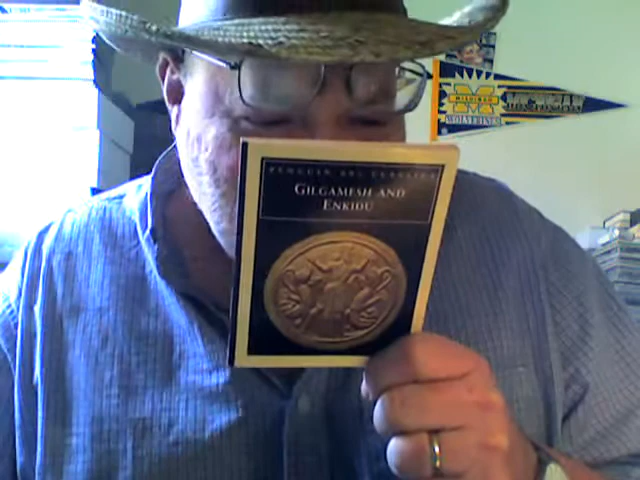 PENGUIN 60s CLASSICS
GILGAMESH AND
ENKIDU
MICHIGAN
WOLVERINES